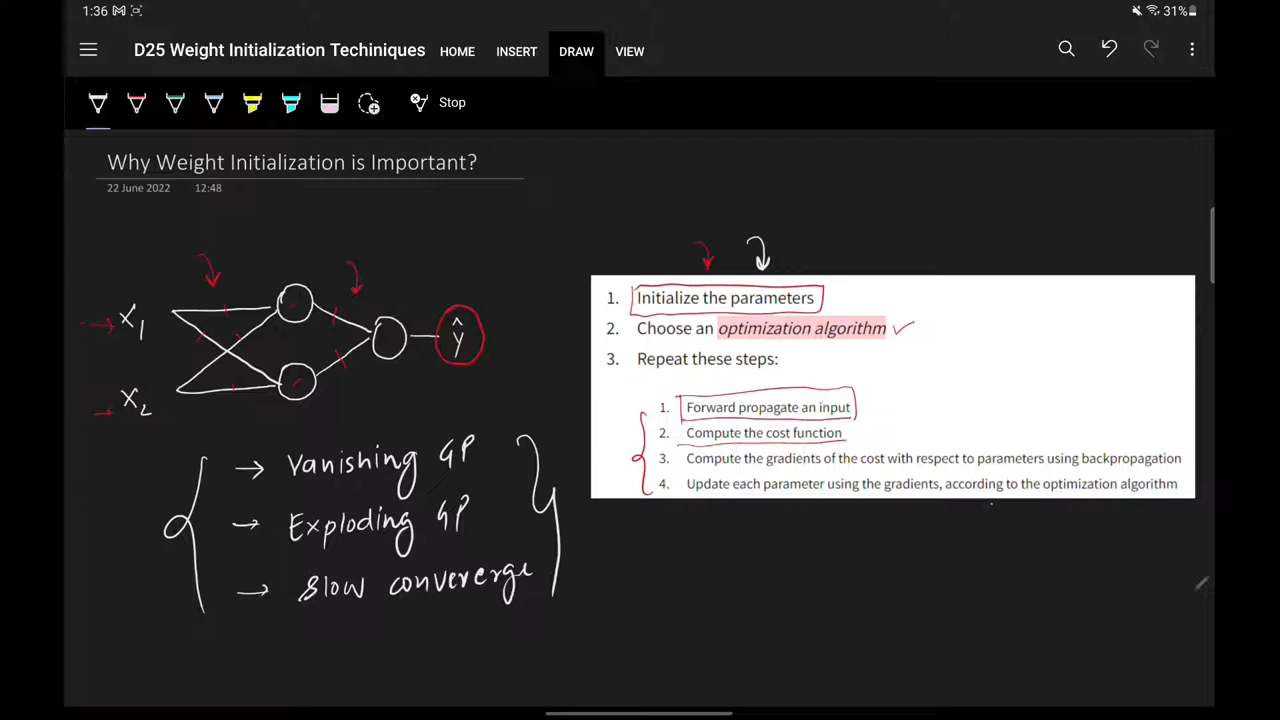 1:36
31%
D25 Weight Initialization Techiniques
HOME INSERT DRAW VIEW
Stop
Why Weight Initialization is Important?
22 June 2022 12:48
X1
X2
ŷ
→ Vanishing GP
→ Exploding GP
→ Slow convererge
1. Initialize the parameters
2. Choose an optimization algorithm ✓
3. Repeat these steps:
1. Forward propagate an input
2. Compute the cost function
3. Compute the gradients of the cost with respect to parameters using backpropagation
4. Update each parameter using the gradients, according to the optimization algorithm